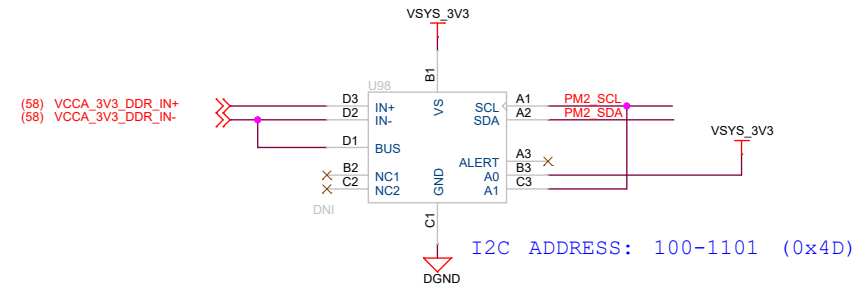 VSYS_3V3
B1
U98
(58) VCCA_3V3_DDR_IN+ D3 IN+ VS SCL A1 PM2_SCL
(58) VCCA_3V3_DDR_IN- D2 IN- SDA A2 PM2_SDA
VSYS_3V3
D1 BUS
ALERT A3
B2 NC1 A0 B3
C2 NC2 GND A1 C3
DNI
C1
I2C ADDRESS: 100-1101 (0x4D)
DGND